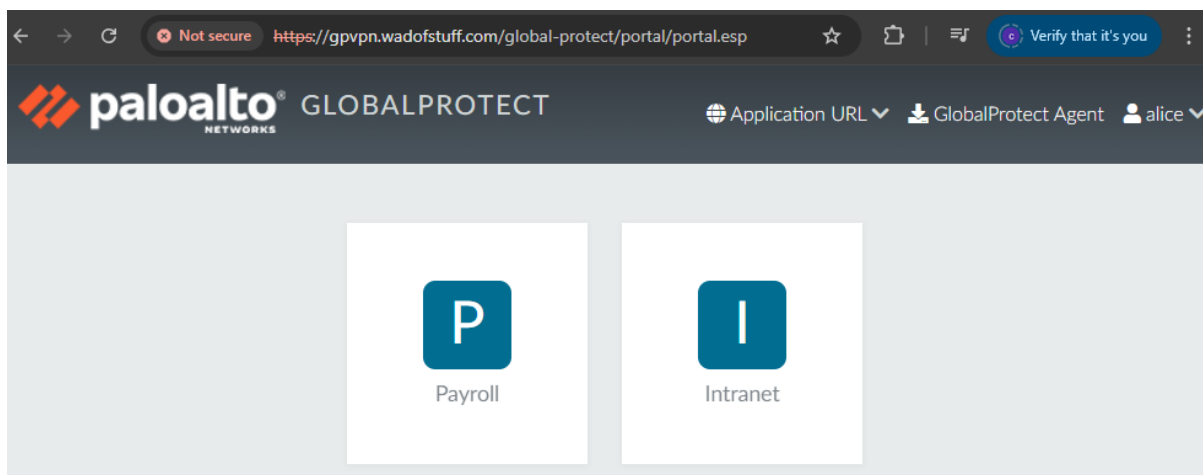 Not secure https://gpvpn.wadofstuff.com/global-protect/portal/portal.esp c Verify that it's you
paloalto® GLOBALPROTECT Application URL GlobalProtect Agent alice
NETWORKS
P I
Payroll Intranet